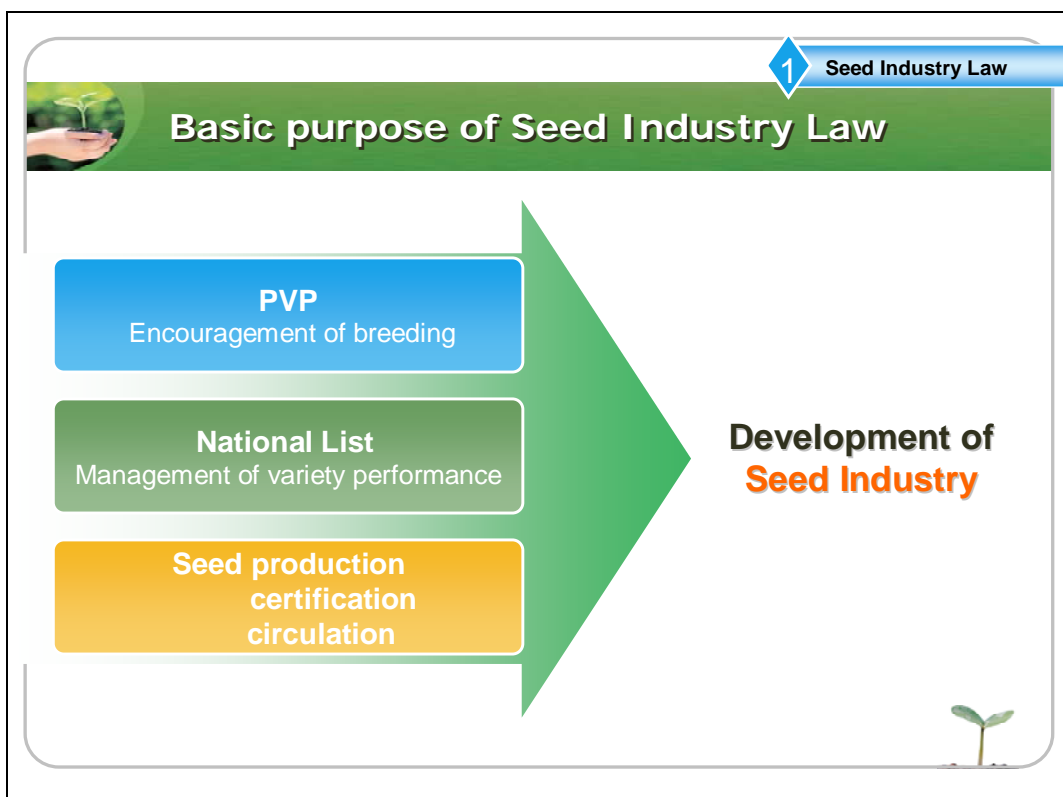 1
Seed Industry Law
Basic purpose of Seed Industry Law
PVP
Encouragement of breeding
National List
Management of variety performance
Seed production
certification
circulation
Development of
Seed Industry